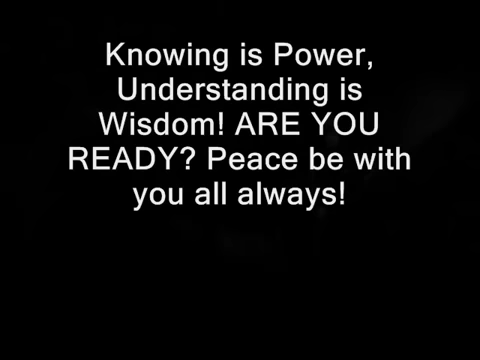 Knowing is Power,
Understanding is
Wisdom! ARE YOU
READY? Peace be with
you all always!